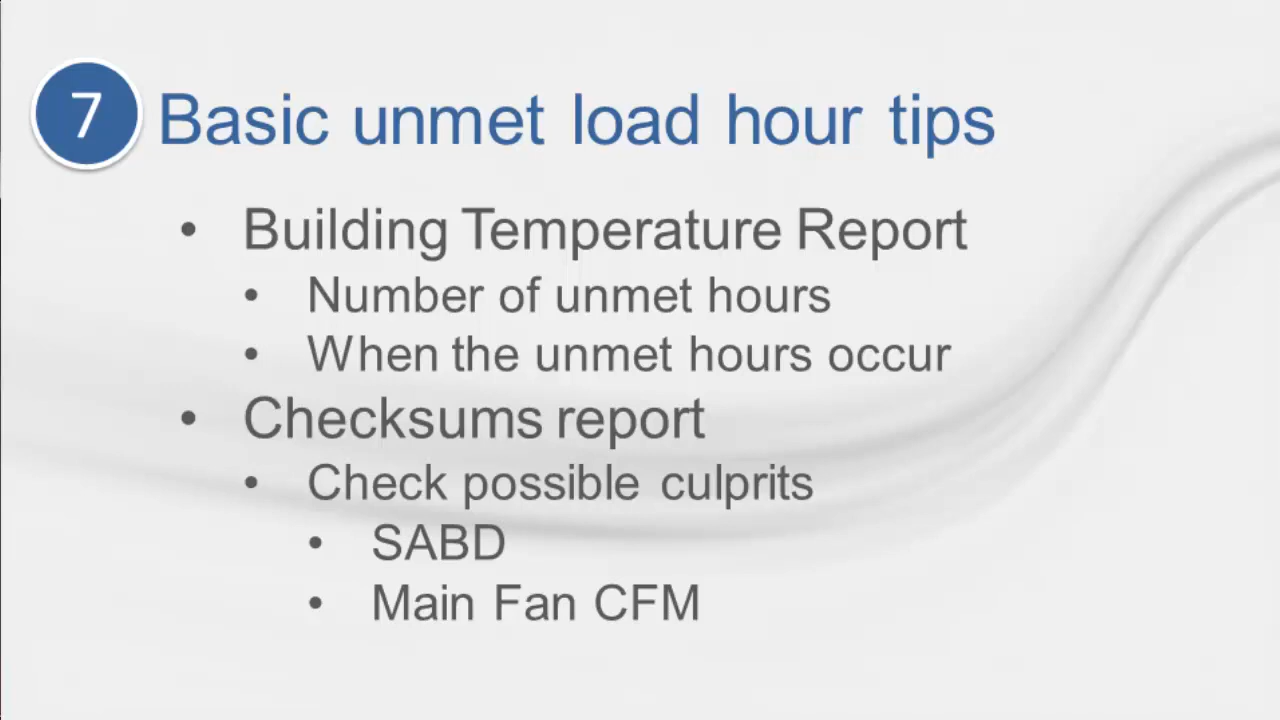 7 Basic unmet load hour tips
• Building Temperature Report
• Number of unmet hours
• When the unmet hours occur
• Checksums report
• Check possible culprits
• SABD
• Main Fan CFM